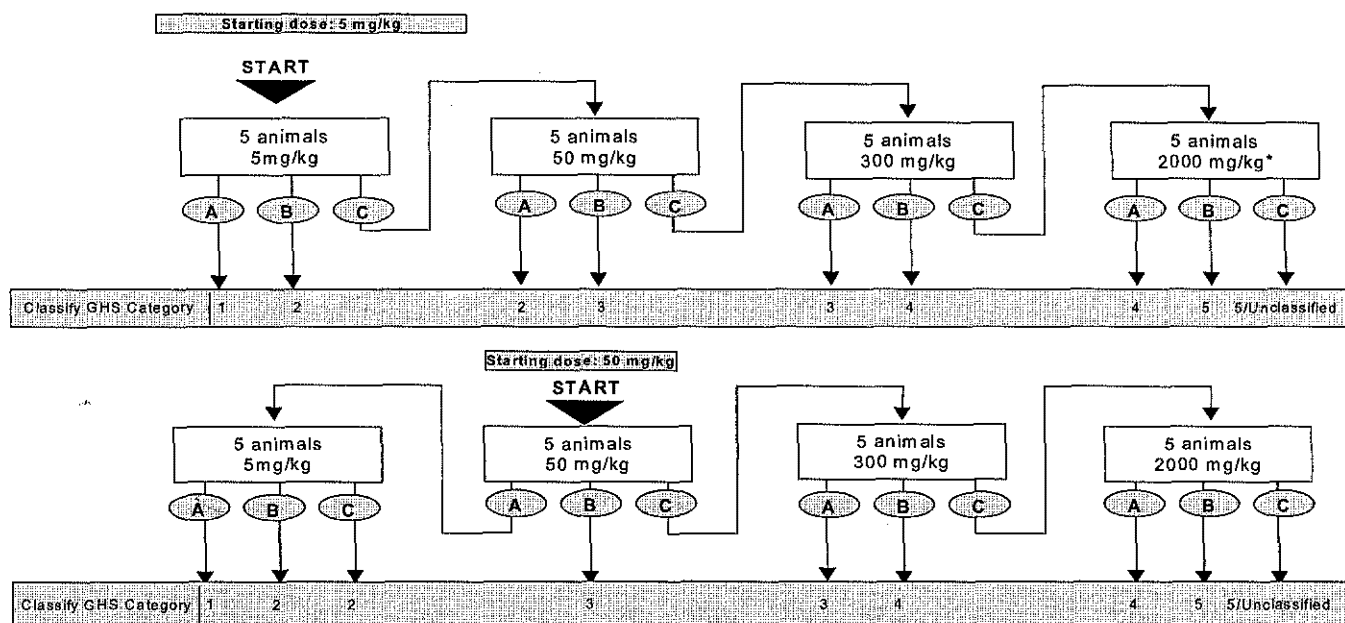 Starting dose: 5 mg/kg
START
5 animals
5mg/kg
5 animals
50 mg/kg
5 animals
300 mg/kg
5 animals
2000 mg/kg*
A B C A B C A B C A B C
Classify GHS Category 1 2 2 3 3 4 4 5 5/Unclassified
Starting dose: 50 mg/kg
START
5 animals
5mg/kg
5 animals
50 mg/kg
5 animals
300 mg/kg
5 animals
2000 mg/kg
A B C A B C A B C A B C
Classify GHS Category 1 2 2 3 3 4 4 5 5/Unclassified